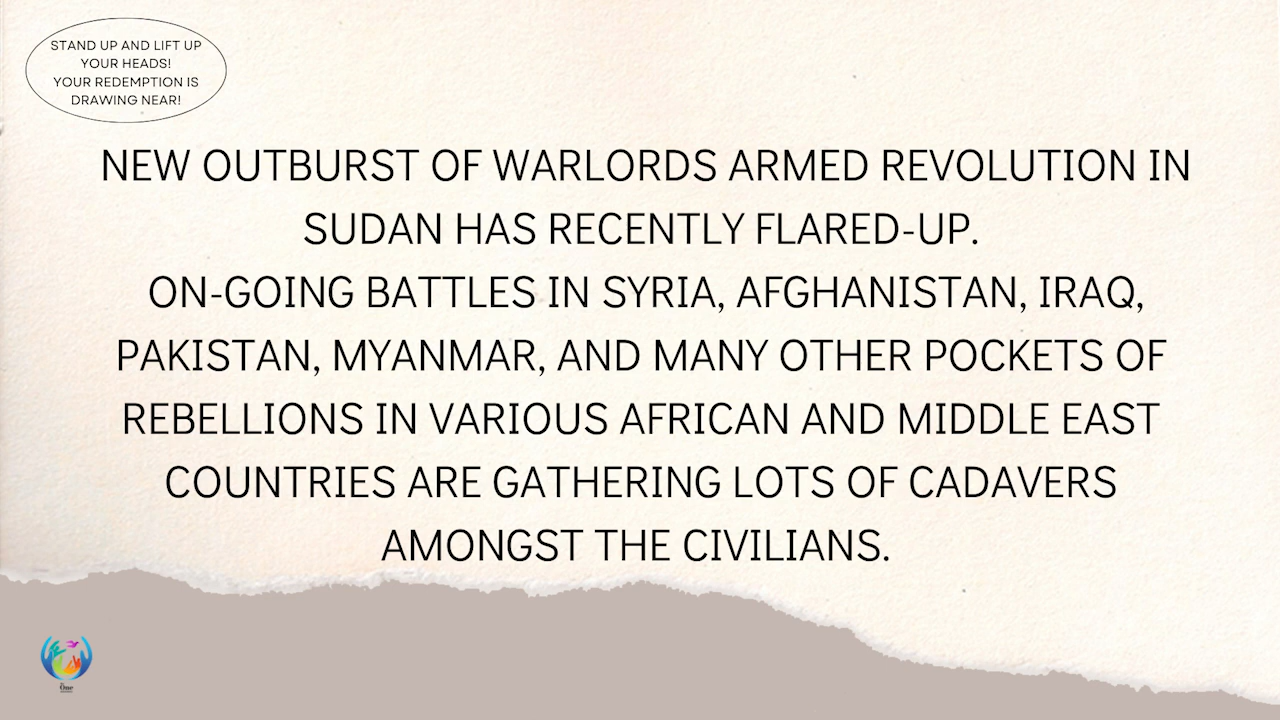 STAND UP AND LIFT UP
YOUR HEADS!
YOUR REDEMPTION IS
DRAWING NEAR!
NEW OUTBURST OF WARLORDS ARMED REVOLUTION IN
SUDAN HAS RECENTLY FLARED-UP.
ON-GOING BATTLES IN SYRIA, AFGHANISTAN, IRAQ,
PAKISTAN, MYANMAR, AND MANY OTHER POCKETS OF
REBELLIONS IN VARIOUS AFRICAN AND MIDDLE EAST
COUNTRIES ARE GATHERING LOTS OF CADAVERS
AMONGST THE CIVILIANS.
One